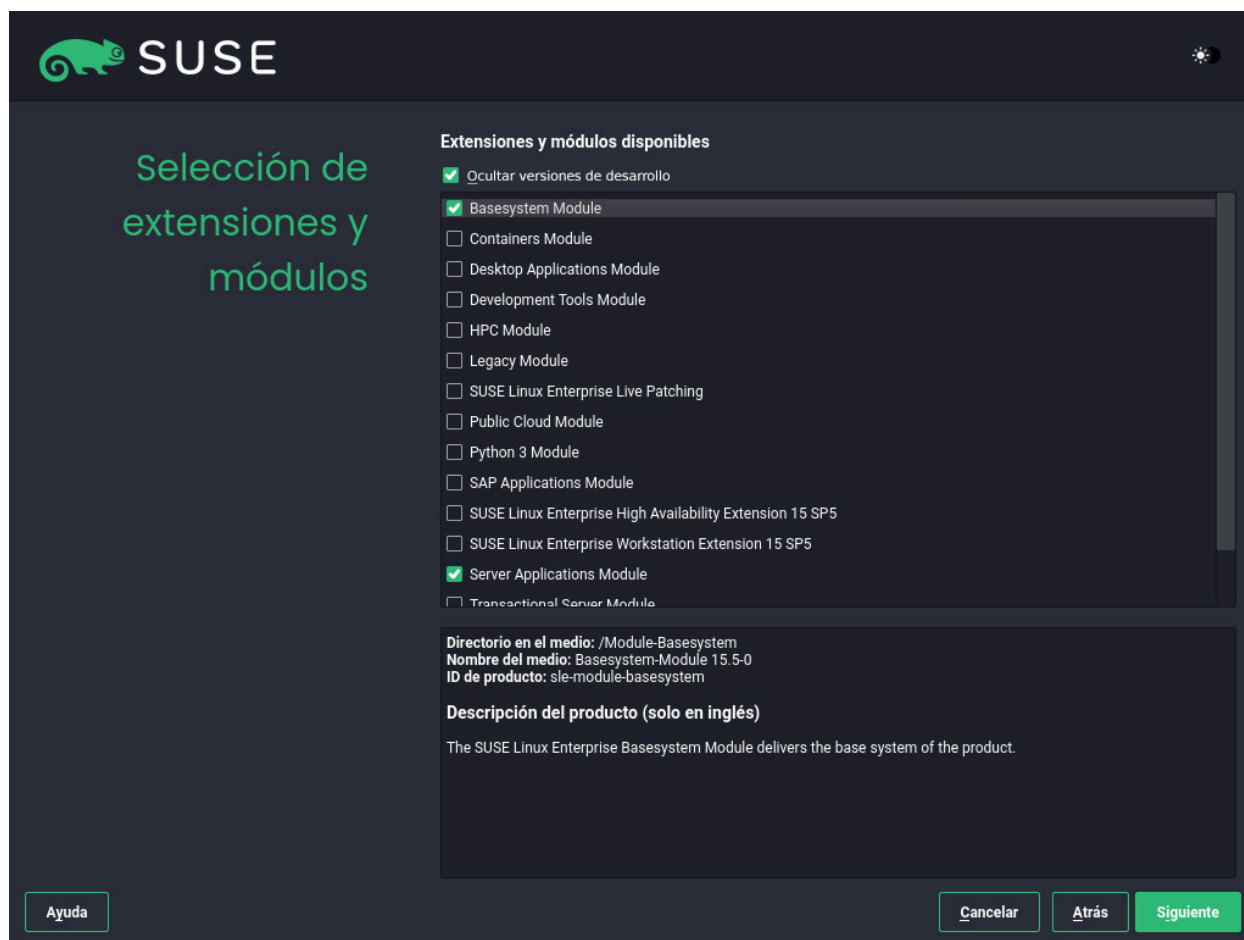 SUSE
Selección de
extensiones y
módulos
Extensiones y módulos disponibles
Ocultar versiones de desarrollo
Basesystem Module
Containers Module
Desktop Applications Module
Development Tools Module
HPC Module
Legacy Module
SUSE Linux Enterprise Live Patching
Public Cloud Module
Python 3 Module
SAP Applications Module
SUSE Linux Enterprise High Availability Extension 15 SP5
SUSE Linux Enterprise Workstation Extension 15 SP5
Server Applications Module
Transactional Server Module
Directorio en el medio: /Module-Basesystem
Nombre del medio: Basesystem-Module 15.5-0
ID de producto: sle-module-basesystem
Descripción del producto (solo en inglés)
The SUSE Linux Enterprise Basesystem Module delivers the base system of the product.
Ayuda
Cancelar
Atrás
Siguiente